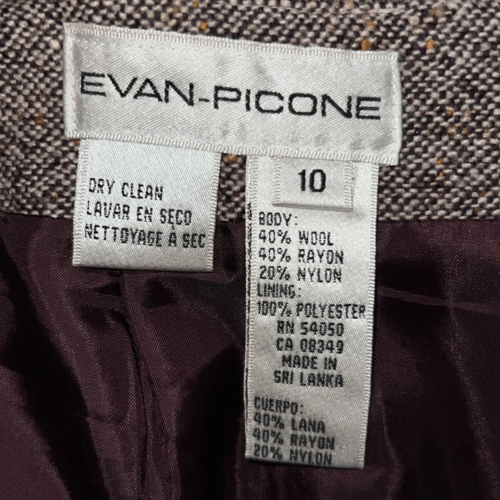 EVAN-PICONE
10
DRY CLEAN
LAVAR EN SECO
NETTOYAGE À SEC
BODY:
40% WOOL
40% RAYON
20% NYLON
LINING:
100% POLYESTER
RN 54050
CA 08349
MADE IN
SRI LANKA
CUERPO:
40% LANA
40% RAYON
20% NYLON